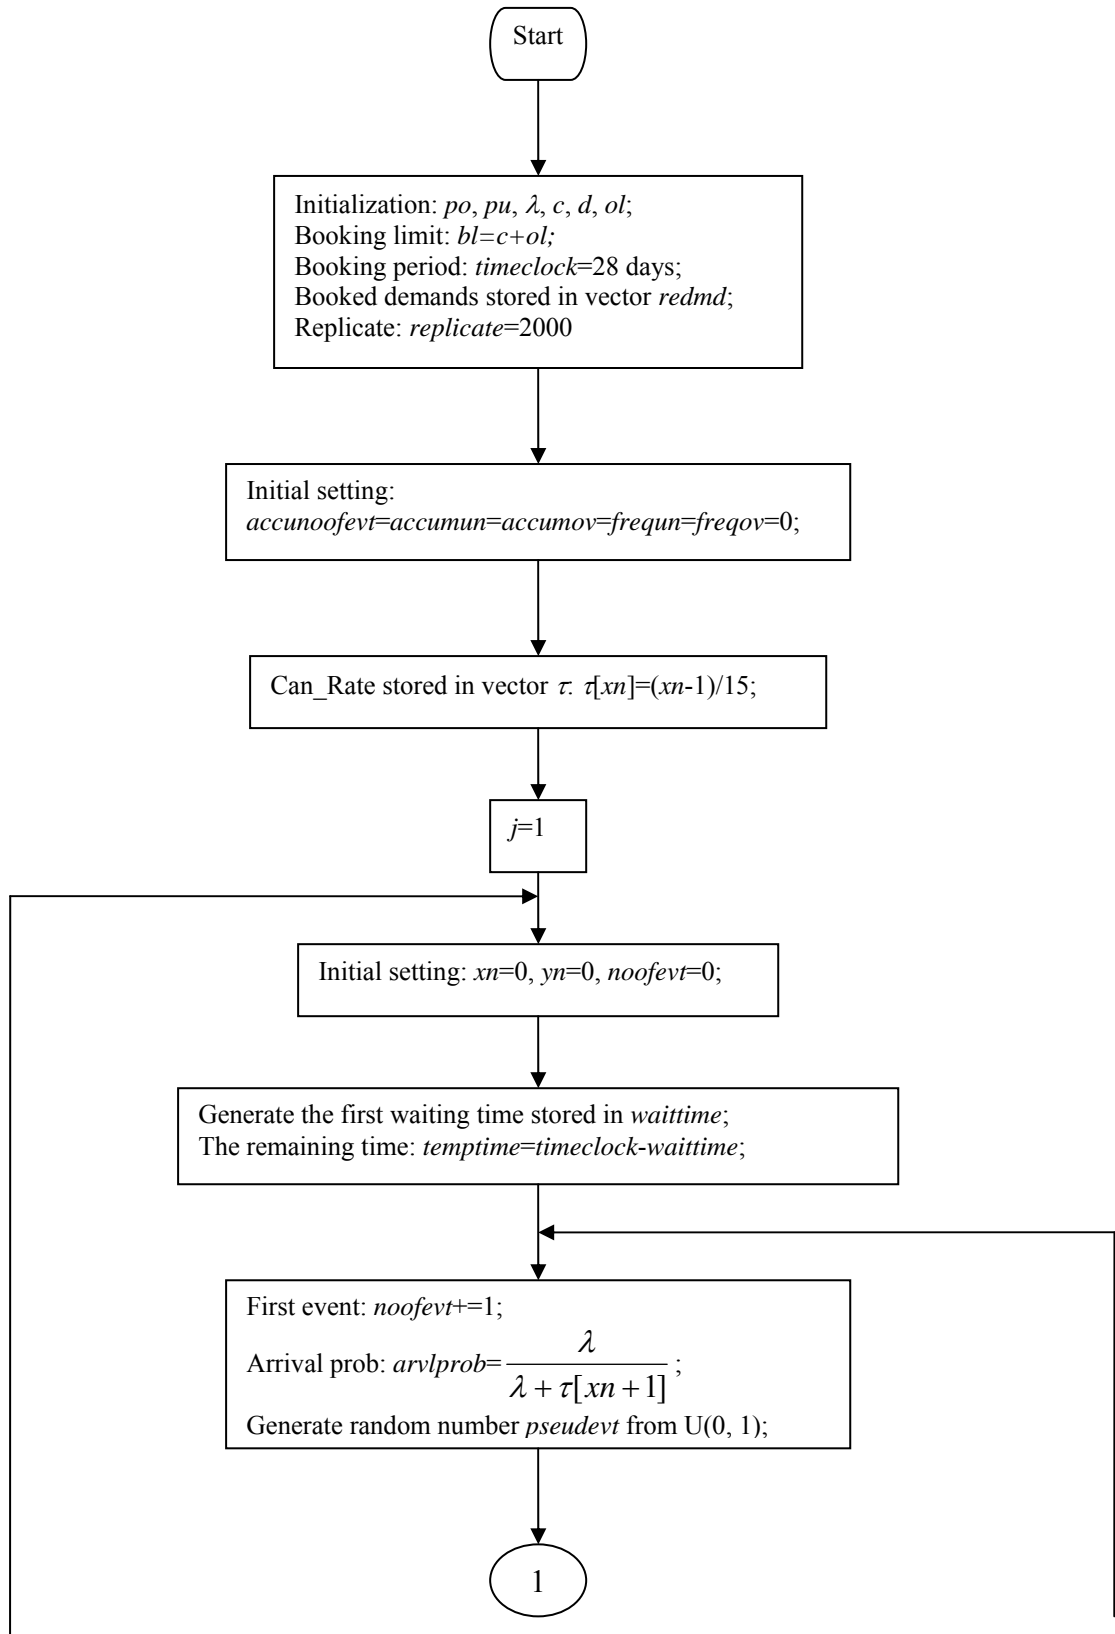 Start
Initialization: po, pu, λ, c, d, ol;
Booking limit: bl=c+ol;
Booking period: timeclock=28 days;
Booked demands stored in vector redmd;
Replicate: replicate=2000
Initial setting:
accunoofevt=accumun=accumov=frequn=freqov=0;
Can_Rate stored in vector τ: τ[xn]=(xn-1)/15;
j=1
Initial setting: xn=0, yn=0, noofevt=0;
Generate the first waiting time stored in waittime;
The remaining time: temptime=timeclock-waittime;
First event: noofevt+=1;
Arrival prob: arvlprob=λ/(λ + τ[xn + 1]);
Generate random number pseudevt from U(0, 1);
1